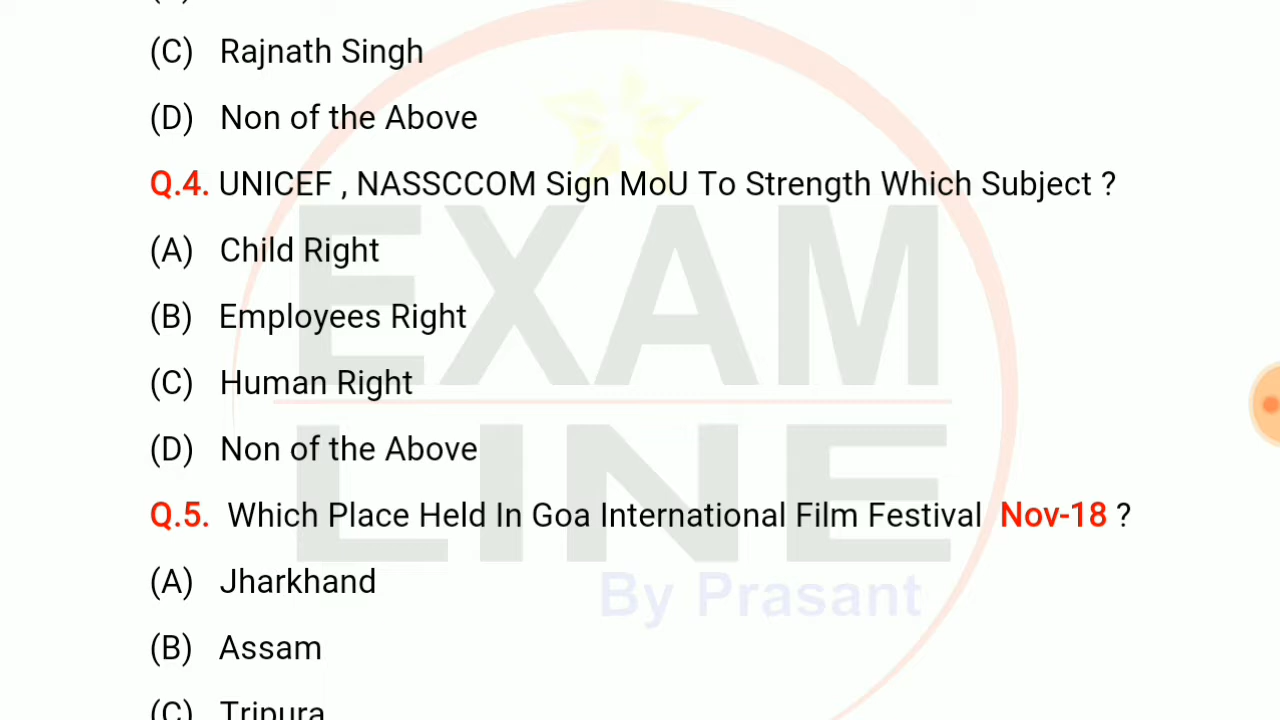 (C) Rajnath Singh
(D) Non of the Above
Q.4. UNICEF , NASSCCOM Sign MoU To Strength Which Subject ?
(A) Child Right
(B) Employees Right
(C) Human Right
(D) Non of the Above
Q.5. Which Place Held In Goa International Film Festival Nov-18 ?
(A) Jharkhand
(B) Assam
(C) Tripura
EXAM
LINE
By Prasant